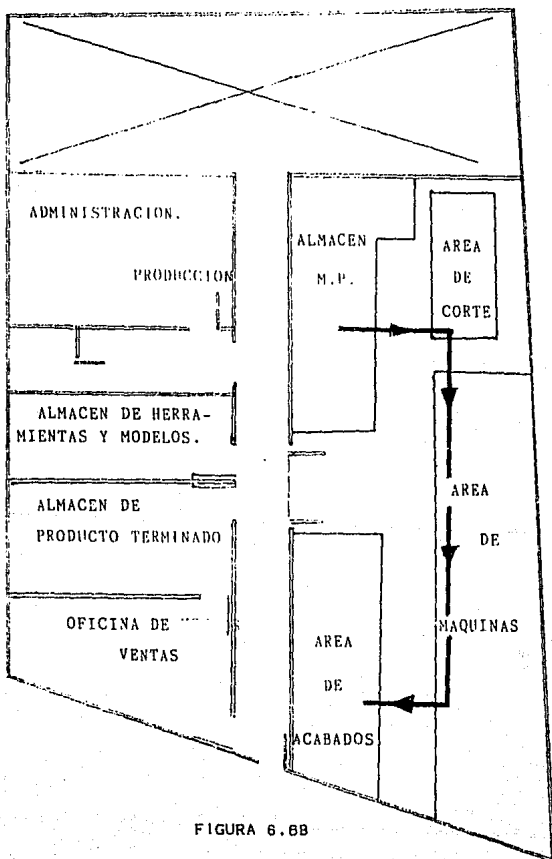 ADMINISTRACION.
PRODUCCION
ALMACEN
M.P.
AREA
DE
CORTE
ALMACEN DE HERRA-
MIENTAS Y MODELOS.
ALMACEN DE
PRODUCTO TERMINADO
OFICINA DE
VENTAS
AREA
DE
MAQUINAS
AREA
DE
ACABADOS
FIGURA 6.6B